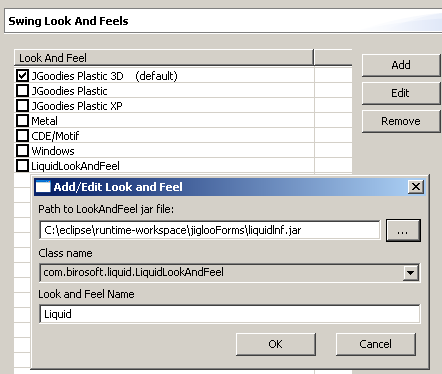 Swing Look And Feels
Look And Feel
JGoodies Plastic 3D (default)
JGoodies Plastic
JGoodies Plastic XP
Metal
CDE/Motif
Windows
LiquidLookAndFeel
Add
Edit
Remove
Add/Edit Look and Feel
Path to LookAndFeel jar file:
C:\eclipse\runtime-workspace\jiglooForms\liquidlnf.jar
...
Class name
com.birosoft.liquid.LiquidLookAndFeel
Look and Feel Name
Liquid
OK Cancel